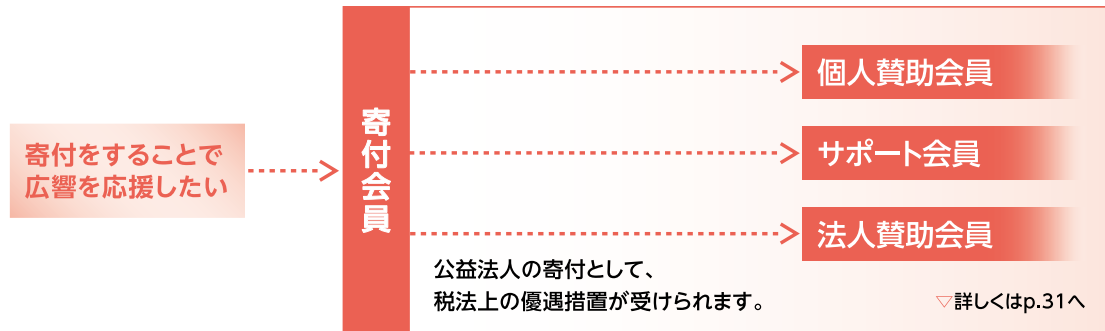 寄付をすることで
広響を応援したい
寄付会員
個人賛助会員
サポート会員
法人賛助会員
公益法人の寄付として、
税法上の優遇措置が受けられます。
▽詳しくはp.31へ